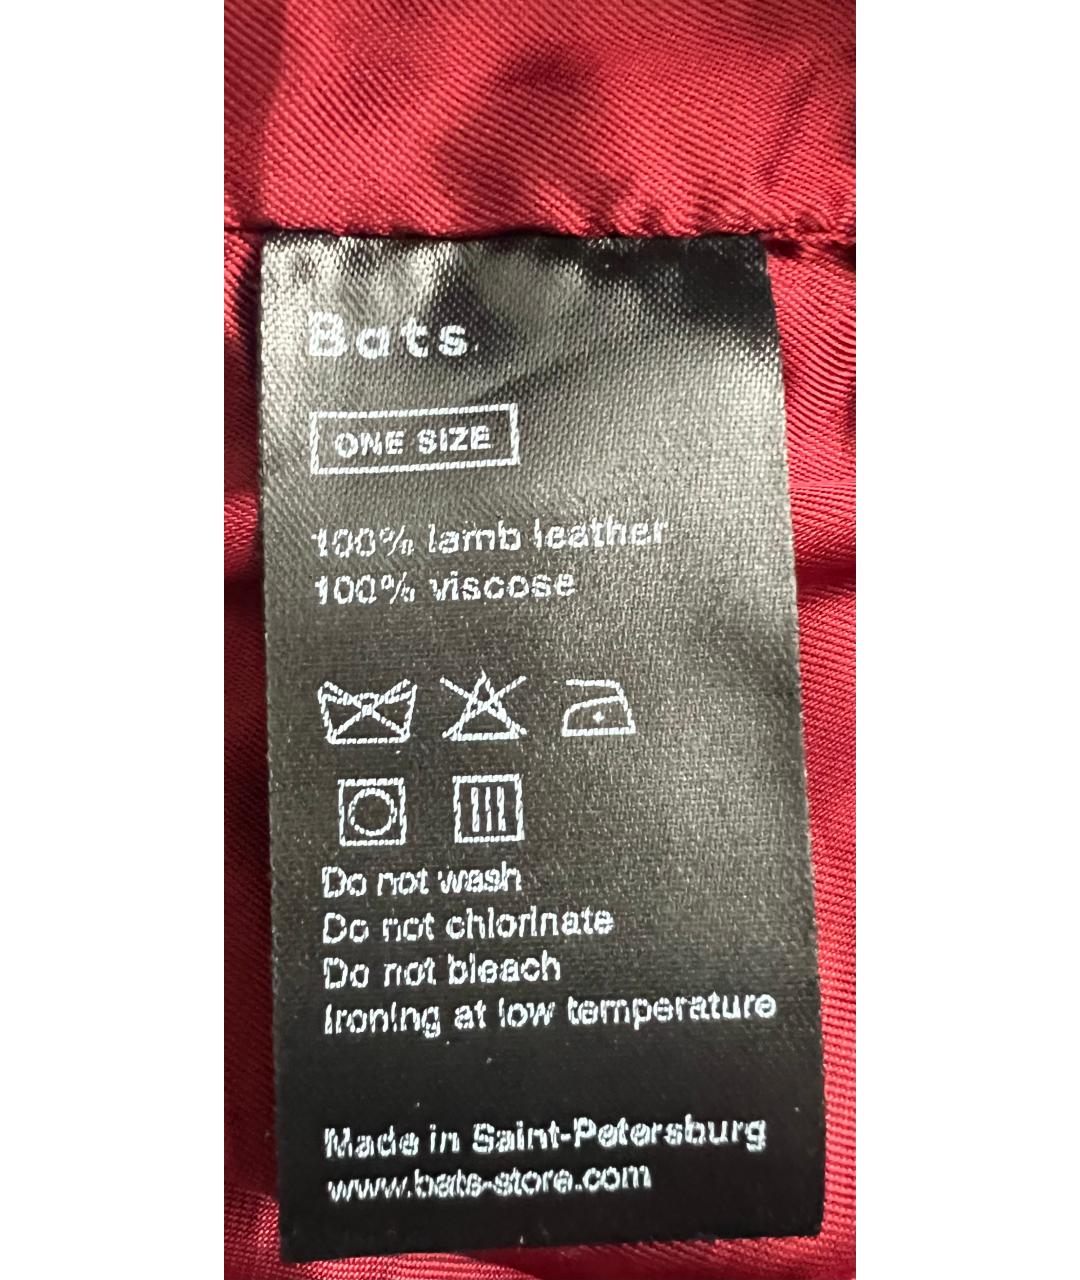 Bats
ONE SIZE
100% lamb leather
100% viscose
Do not wash
Do not chlorinate
Do not bleach
Ironing at low temperature
Made in Saint-Petersburg
www.bats-store.com